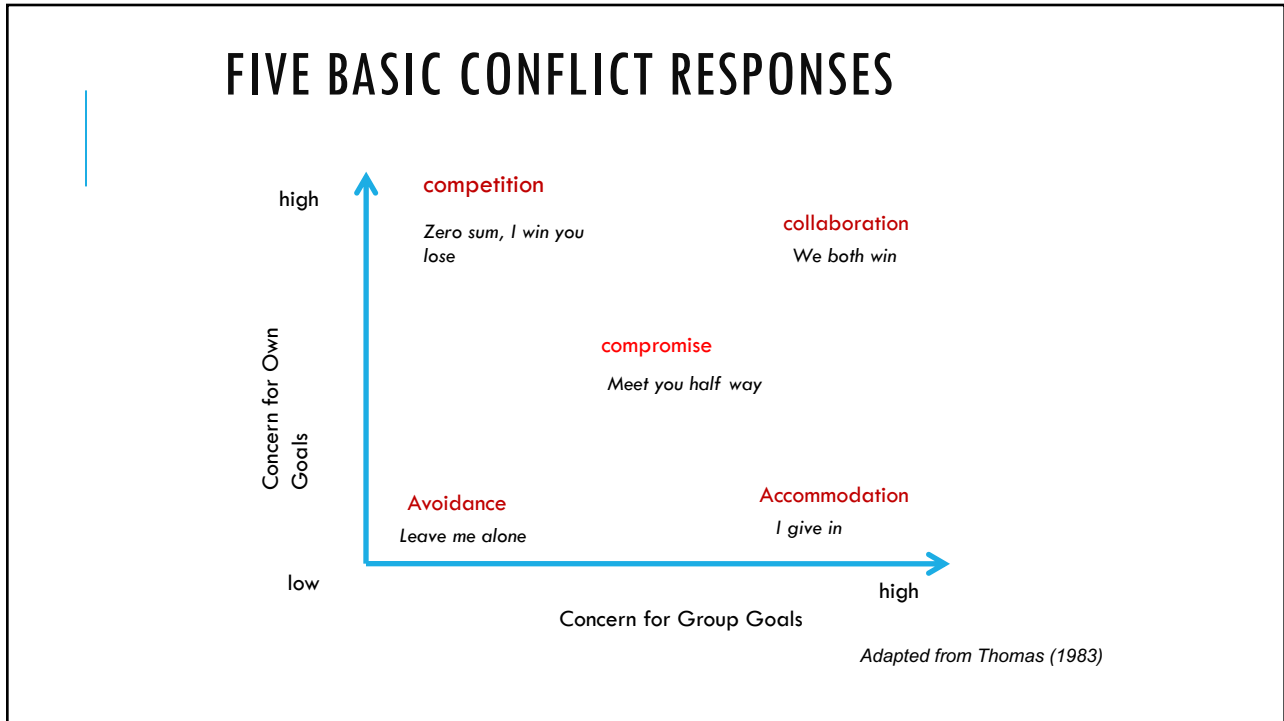 FIVE BASIC CONFLICT RESPONSES
high
competition
Zero sum, I win you
lose
collaboration
We both win
compromise
Meet you half way
Concern for Own
Goals
Avoidance
Leave me alone
Accommodation
I give in
low
high
Concern for Group Goals
Adapted from Thomas (1983)